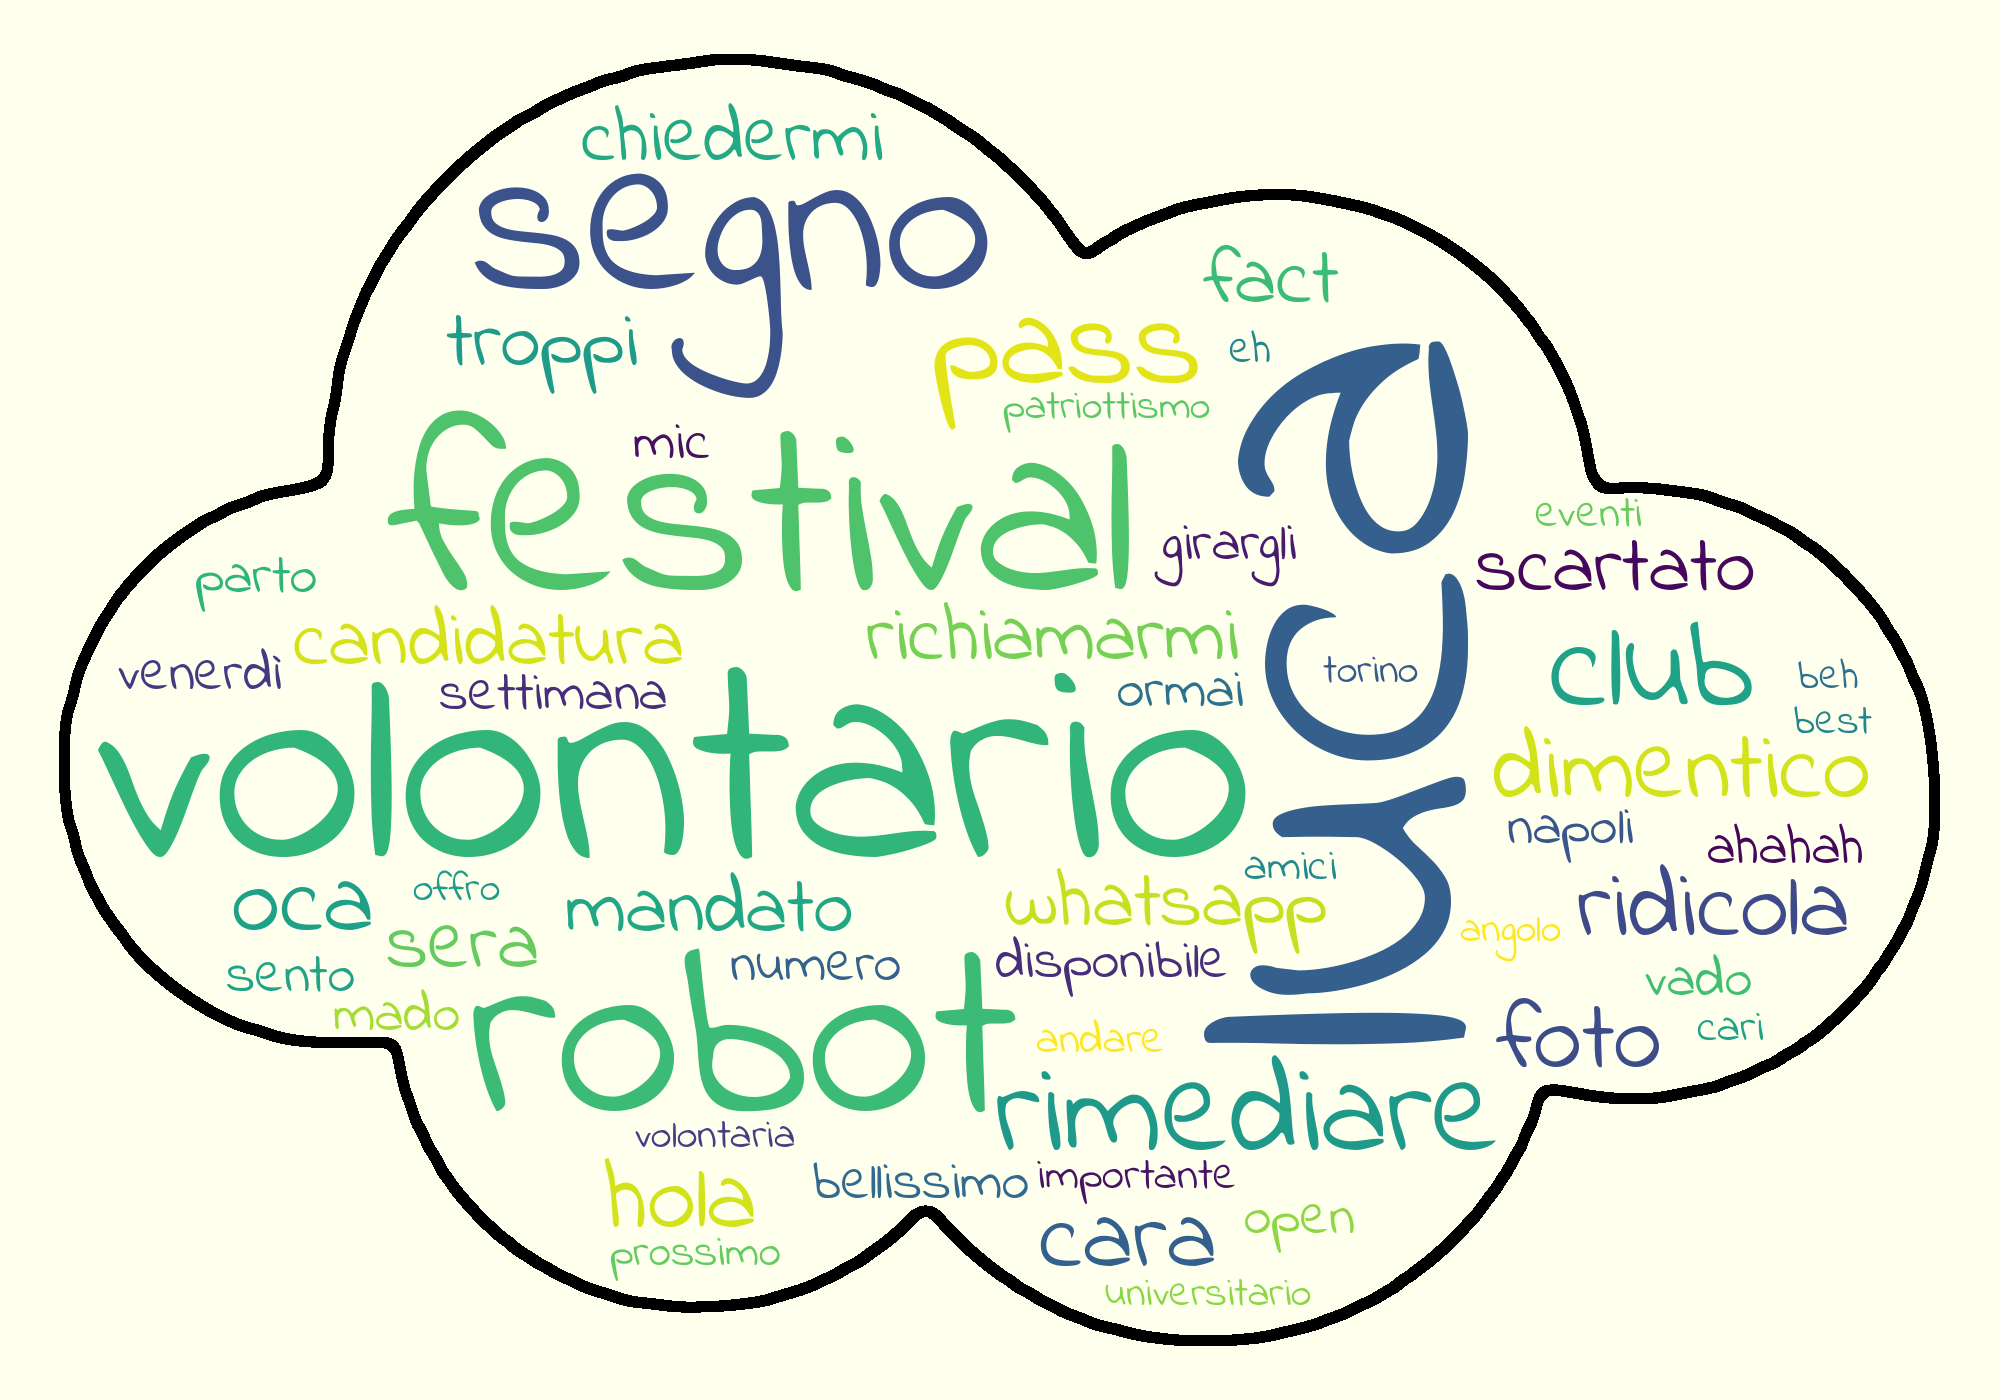 chiedermi
segno
fact
troppi
pass
eh
patriottismo
festival
mic
luca
girargli
eventi
scartato
parto
candidatura
richiamarmi
venerdì
settimana
ormai
torino
club
beh
best
volontario
dimentico
napoli
ahahah
amici
oca
offro
mandato
whatsapp
ridicola
angolo
sera
sento
numero
disponibile
vado
mado
robot
andare
foto
cari
rimediare
volontaria
hola
bellissimo
importante
prossimo
cara
open
universitario